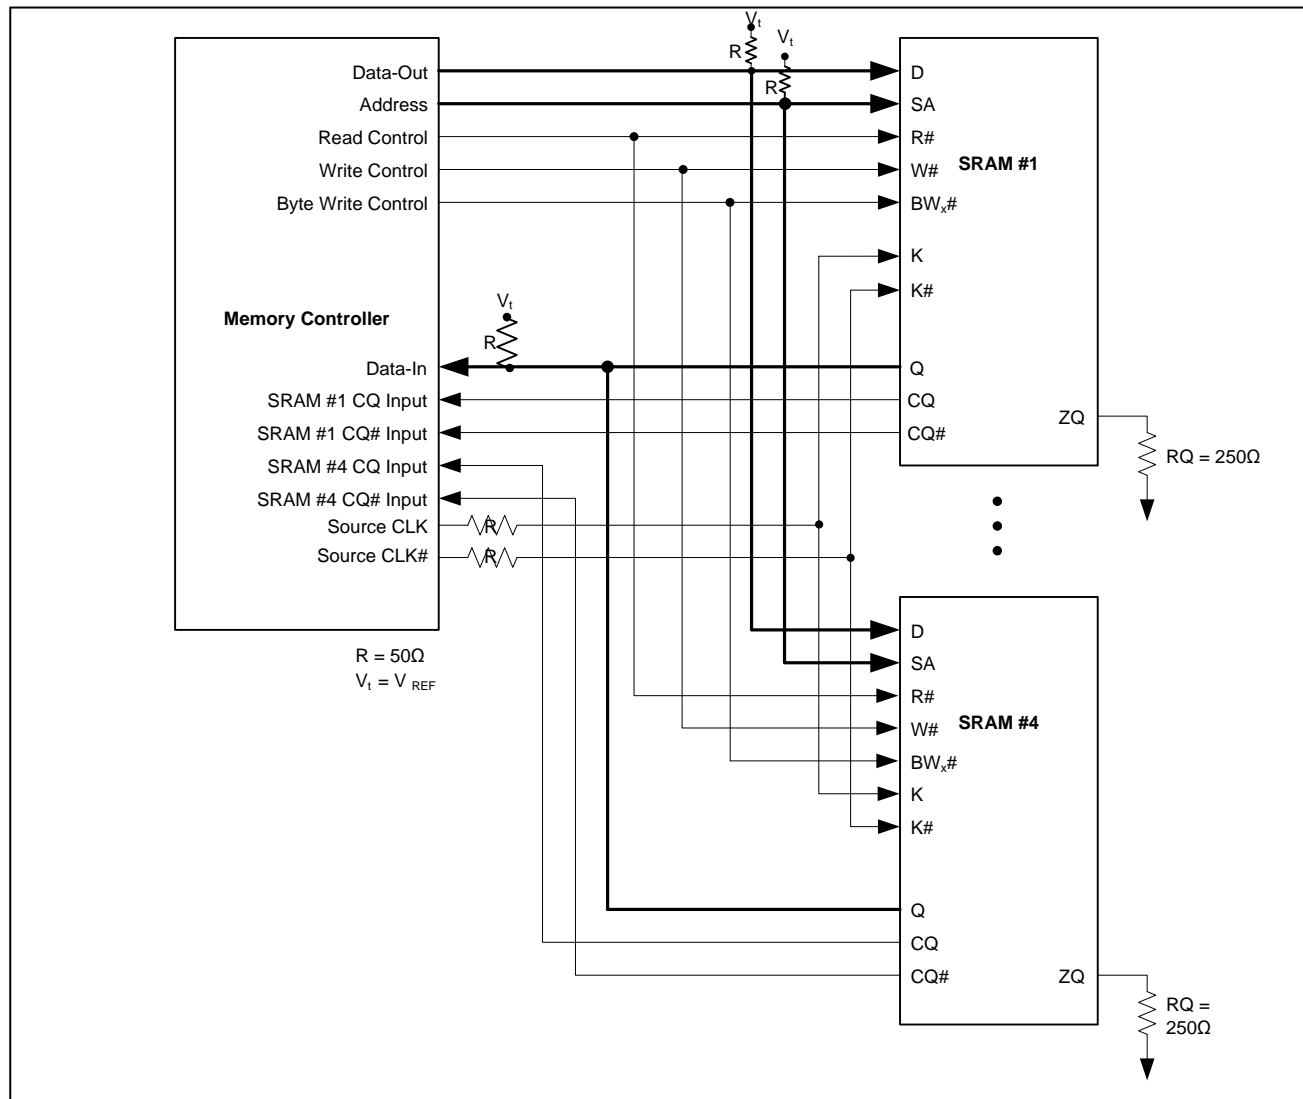 Vt
Vt
R
R
Data-Out
Address
Read Control
Write Control
Byte Write Control
Memory Controller
Vt
R
Data-In
SRAM #1 CQ Input
SRAM #1 CQ# Input
SRAM #4 CQ Input
SRAM #4 CQ# Input
Source CLK
R
Source CLK#
R
R = 50Ω
Vt = V REF
D
SA
R#
W#
BWx#
SRAM #1
K
K#
Q
CQ
CQ#
ZQ
RQ = 250Ω
D
SA
R#
W#
BWx#
SRAM #4
K
K#
Q
CQ
CQ#
ZQ
RQ =
250Ω